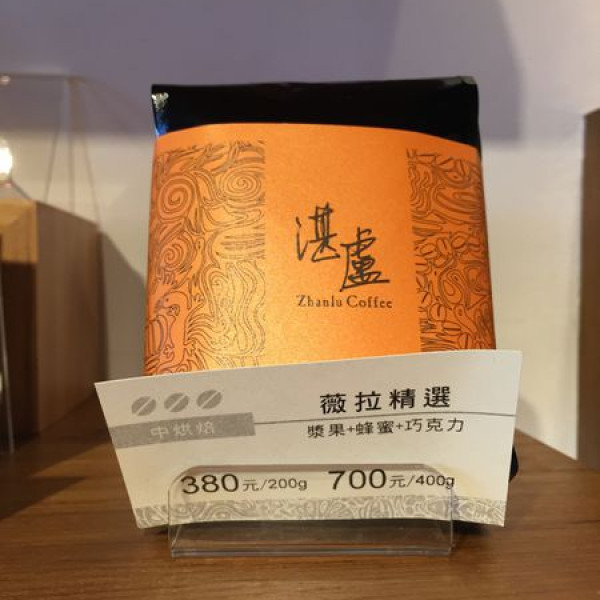 湛盧
Zhanlu Coffee
薇拉精選
中烘焙
漿果+蜂蜜+巧克力
380元/200g 700元/400g